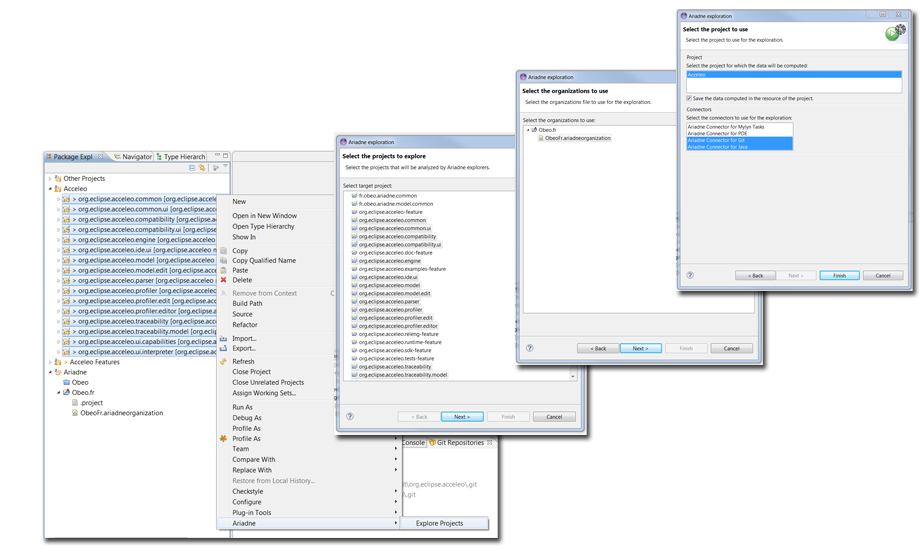 Package Expl
Navigator
Type Hierarch
Other Projects
Acceleo
> org.eclipse.acceleo.common [org.eclipse.accele
> org.eclipse.acceleo.common.ui [org.eclipse.ac
> org.eclipse.acceleo.compatibility [org.eclipse.a
> org.eclipse.acceleo.compatibility.ui [org.eclips
> org.eclipse.acceleo.engine [org.eclipse.acceleo
> org.eclipse.acceleo.ide.ui [org.eclipse.acceleo m
> org.eclipse.acceleo.model [org.eclipse.acceleo
> org.eclipse.acceleo.model.edit [org.eclipse.acc
> org.eclipse.acceleo.parser [org.eclipse.acceleo
> org.eclipse.acceleo.profiler [org.eclipse.acceleo
> org.eclipse.acceleo.profiler.edit [org.eclipse.ac
> org.eclipse.acceleo.profiler.editor [org.eclipse.
> org.eclipse.acceleo.traceability [org.eclipse.acc
> org.eclipse.acceleo.traceability.model [org.ecli
> org.eclipse.acceleo.ui.capabilities [org.eclipse.a
> org.eclipse.acceleo.ui.interpreter [org.eclipse.ac
> Acceleo Features
Ariadne
Obeo
Obeo.fr
.project
ObeoFr.ariadneorganization
New
Open in New Window
Open Type Hierarchy
Show In
Copy
Copy Qualified Name
Paste
Delete
Remove from Context
C
Build Path
Source
Refactor
Import...
Export...
Refresh
Close Project
Close Unrelated Projects
Assign Working Sets...
Run As
Debug As
Profile As
Profile As
Team
Compare With
Replace With
Restore from Local History...
Checkstyle
Configure
Plug-in Tools
Ariadne
Explore Projects
Console
Git Repositories
t\org.eclipse.acceleo\.git
\.git
Ariadne exploration
Select the projects to explore
Select the projects that will be analyzed by Ariadne explorers.
Select target project:
fr.obeo.ariadne.common
fr.obeo.ariadne.model.common
org.eclipse.acceleo-feature
org.eclipse.acceleo.common
org.eclipse.acceleo.common.ui
org.eclipse.acceleo.compatibility
org.eclipse.acceleo.compatibility.ui
org.eclipse.acceleo.doc-feature
org.eclipse.acceleo.engine
org.eclipse.acceleo.examples-feature
org.eclipse.acceleo.ide.ui
org.eclipse.acceleo.model
org.eclipse.acceleo.model.edit
org.eclipse.acceleo.parser
org.eclipse.acceleo.profiler
org.eclipse.acceleo.profiler.edit
org.eclipse.acceleo.profiler.editor
org.eclipse.acceleo.releng-feature
org.eclipse.acceleo.runtime-feature
org.eclipse.acceleo.sdk-feature
org.eclipse.acceleo.tests-feature
org.eclipse.acceleo.traceability
org.eclipse.acceleo.traceability.model
< Back Next > Finish Cancel
Ariadne exploration
Select the organizations to use
Select the organizations file to use for the exploration.
Select the organizations to use:
Obeo.fr
ObeoFr.ariadneorganization
< Back Next > Finish Cancel
Ariadne exploration
Select the project to use
Select the project to use for the exploration.
Project
Select the project for which the data will be computed:
Acceleo
Save the data computed in the resource of the project.
Connectors
Select the connectors to use for the exploration:
Ariadne Connector for Mylyn Tasks
Ariadne Connector for PDE
Ariadne Connector for Git
Ariadne Connector for Java
< Back Next > Finish Cancel